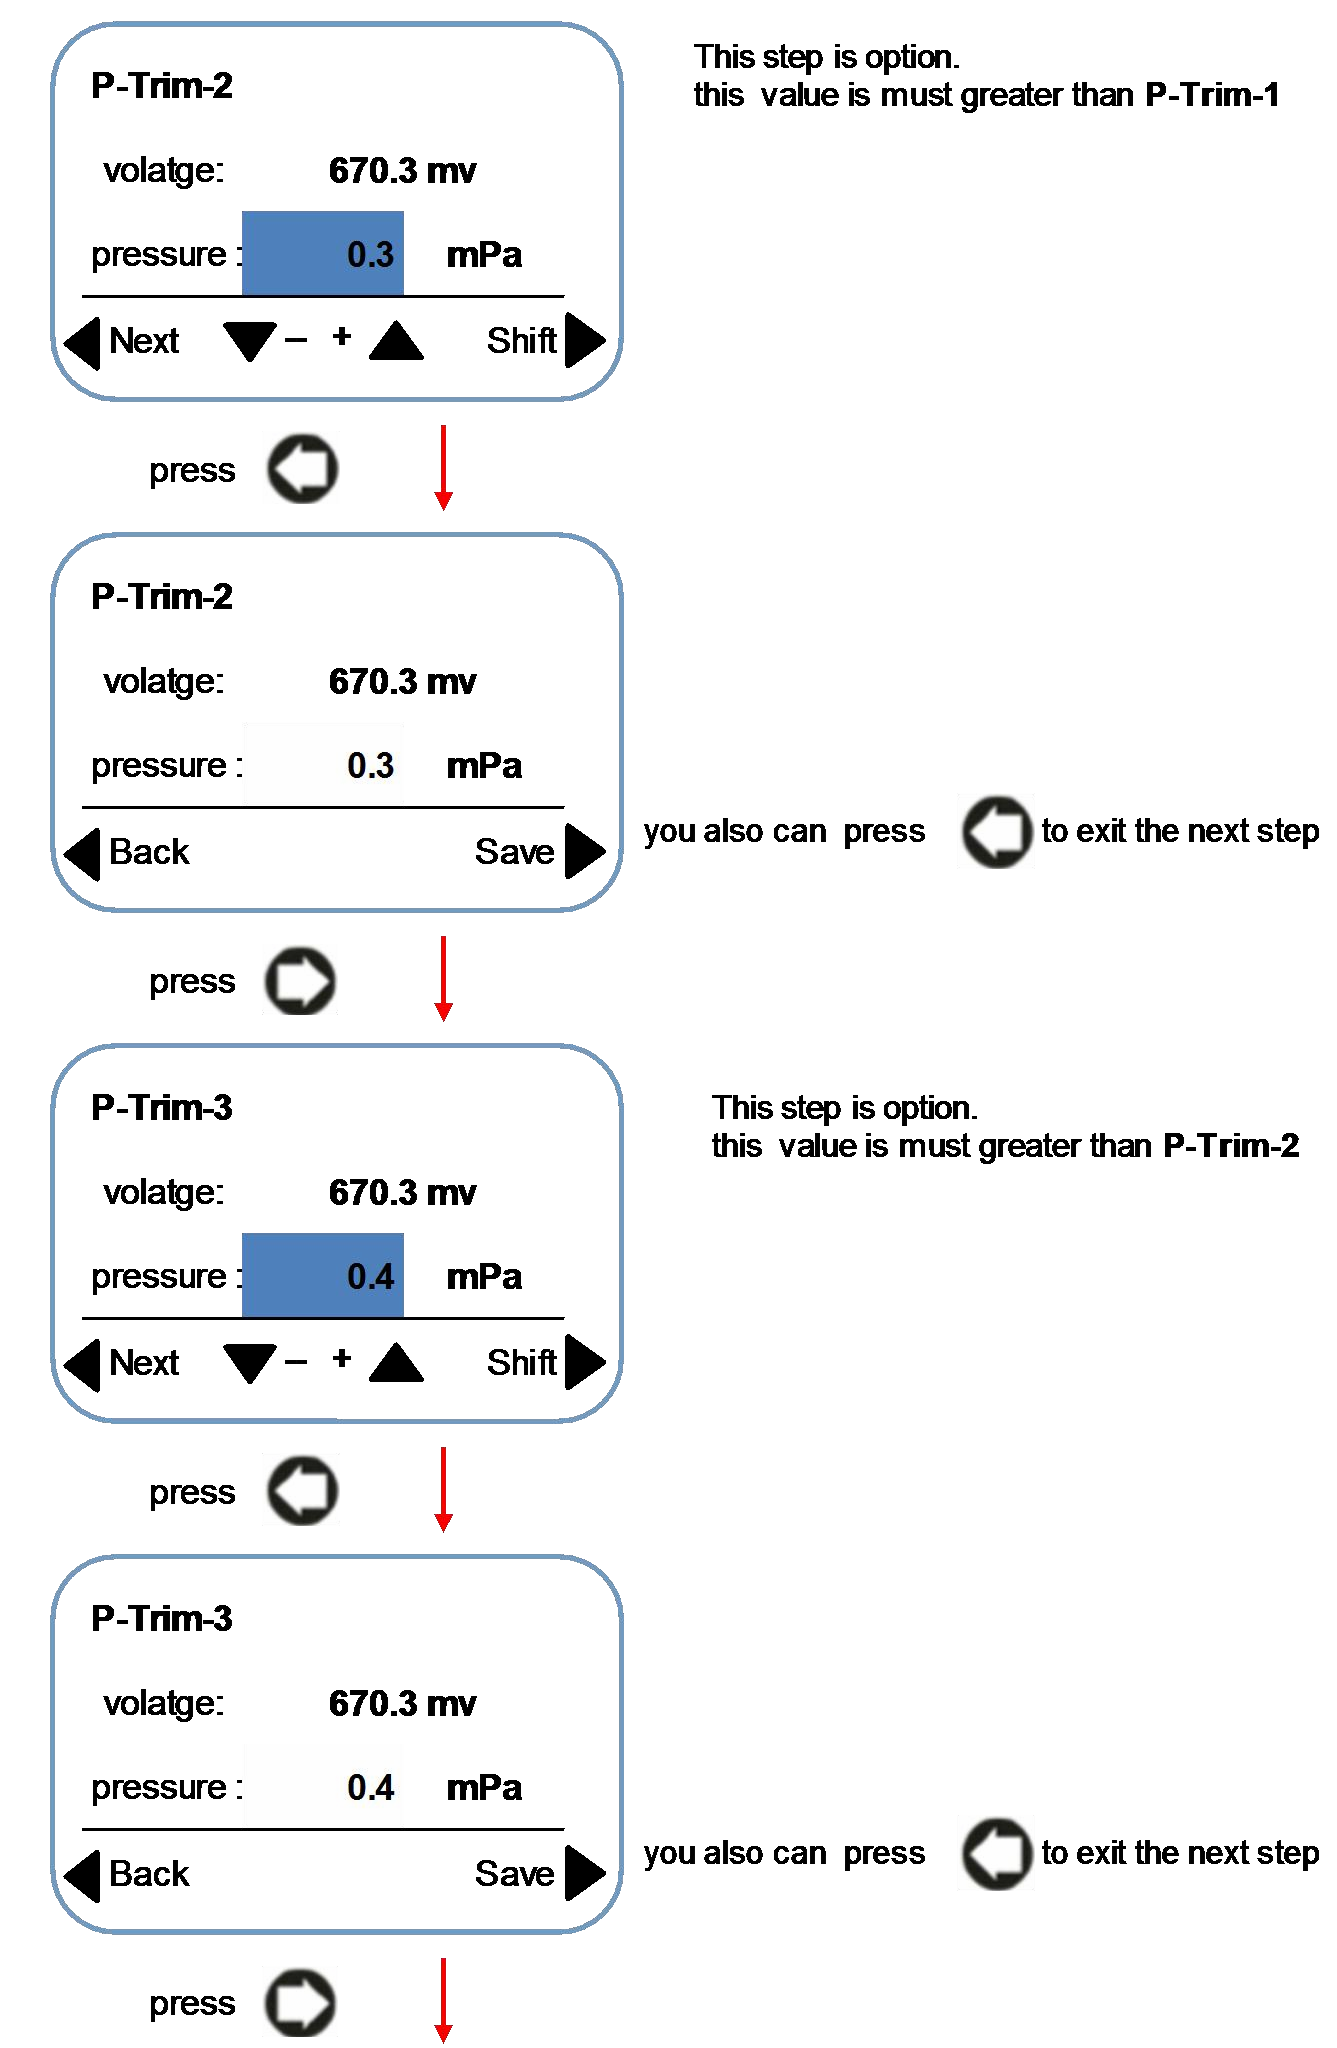 P-Trim-2
This step is option.
this value is must greater than P-Trim-1
volatge: 670.3 mv
pressure : 0.3 mPa
Next – + Shift
press
P-Trim-2
volatge: 670.3 mv
pressure : 0.3 mPa
Back Save
you also can press to exit the next step
press
P-Trim-3
This step is option.
this value is must greater than P-Trim-2
volatge: 670.3 mv
pressure : 0.4 mPa
Next – + Shift
press
P-Trim-3
volatge: 670.3 mv
pressure : 0.4 mPa
Back Save
you also can press to exit the next step
press